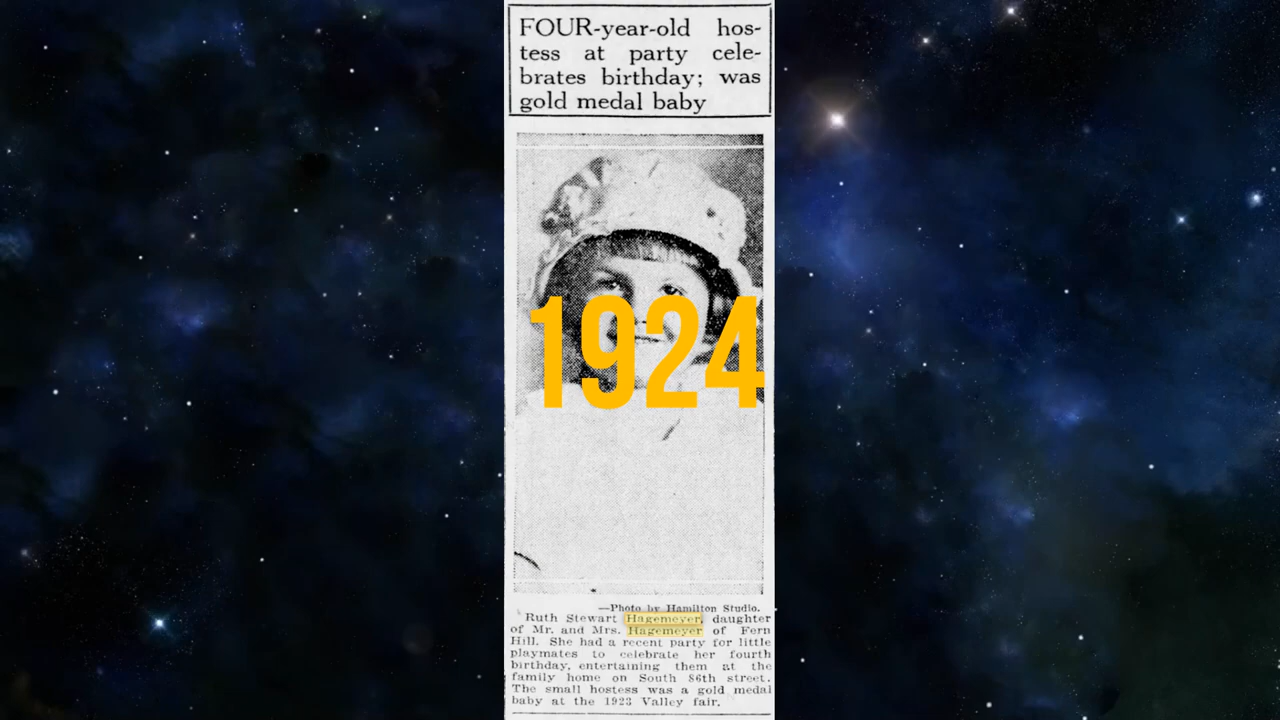 FOUR-year-old hos-
tess at party cele-
brates birthday; was
gold medal baby
1924
—Photo by Hamilton Studio.
Ruth Stewart Hagemeyer, daughter
of Mr. and Mrs. Hagemeyer of Fern
Hill. She had a recent party for little
playmates to celebrate her fourth
birthday, entertaining them at the
family home on South 86th street.
The small hostess was a gold medal
baby at the 1923 Valley fair.